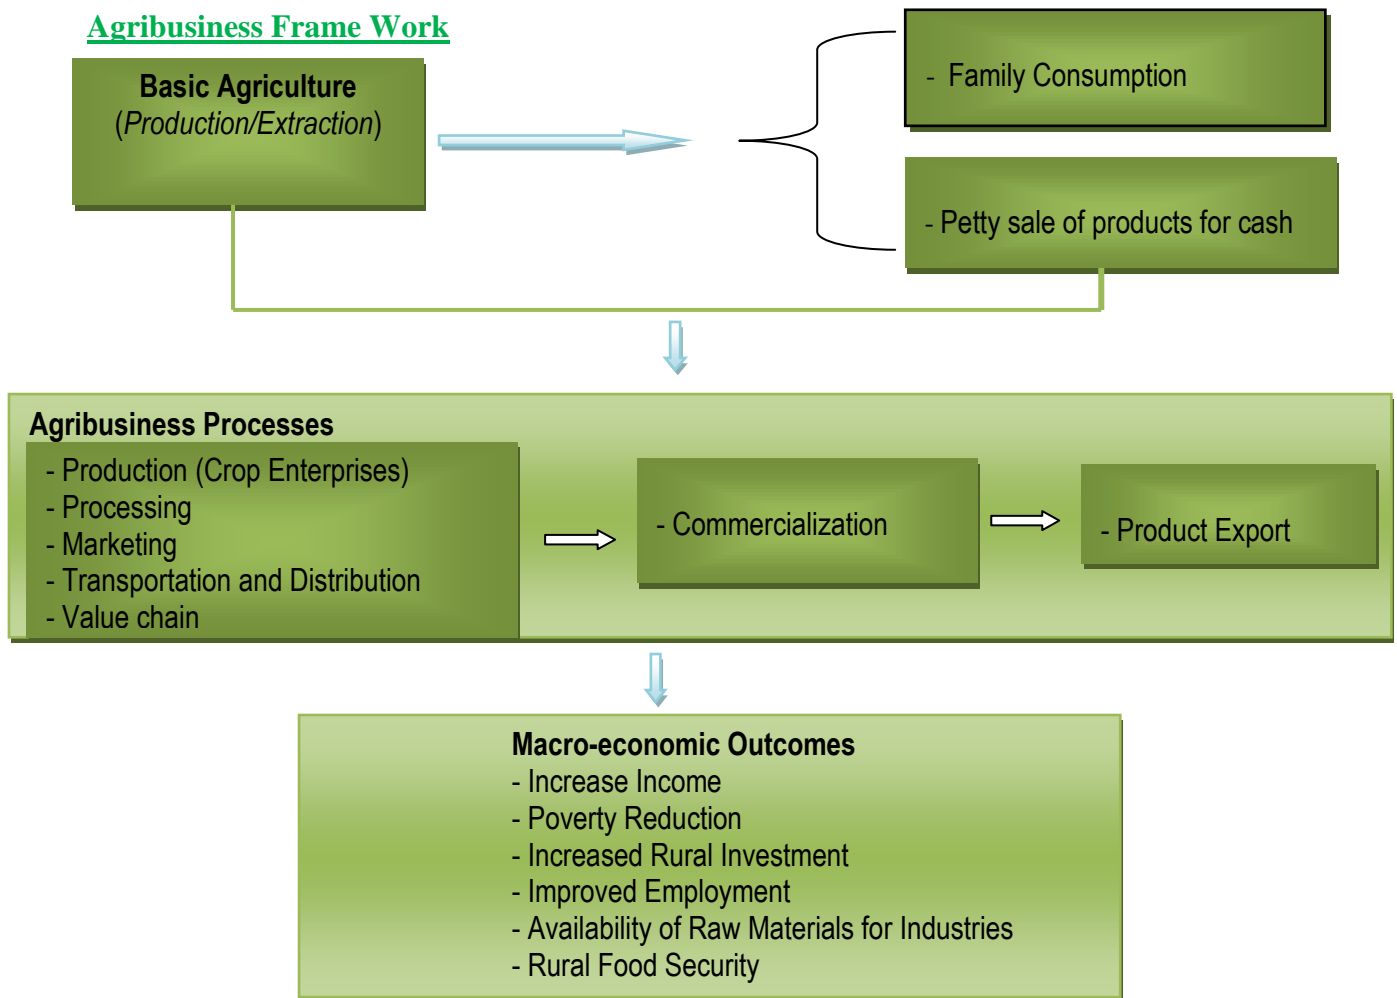 Agribusiness Frame Work
Basic Agriculture
(Production/Extraction)
- Family Consumption
- Petty sale of products for cash
Agribusiness Processes
- Production (Crop Enterprises)
- Processing
- Marketing
- Transportation and Distribution
- Value chain
- Commercialization
- Product Export
Macro-economic Outcomes
- Increase Income
- Poverty Reduction
- Increased Rural Investment
- Improved Employment
- Availability of Raw Materials for Industries
- Rural Food Security